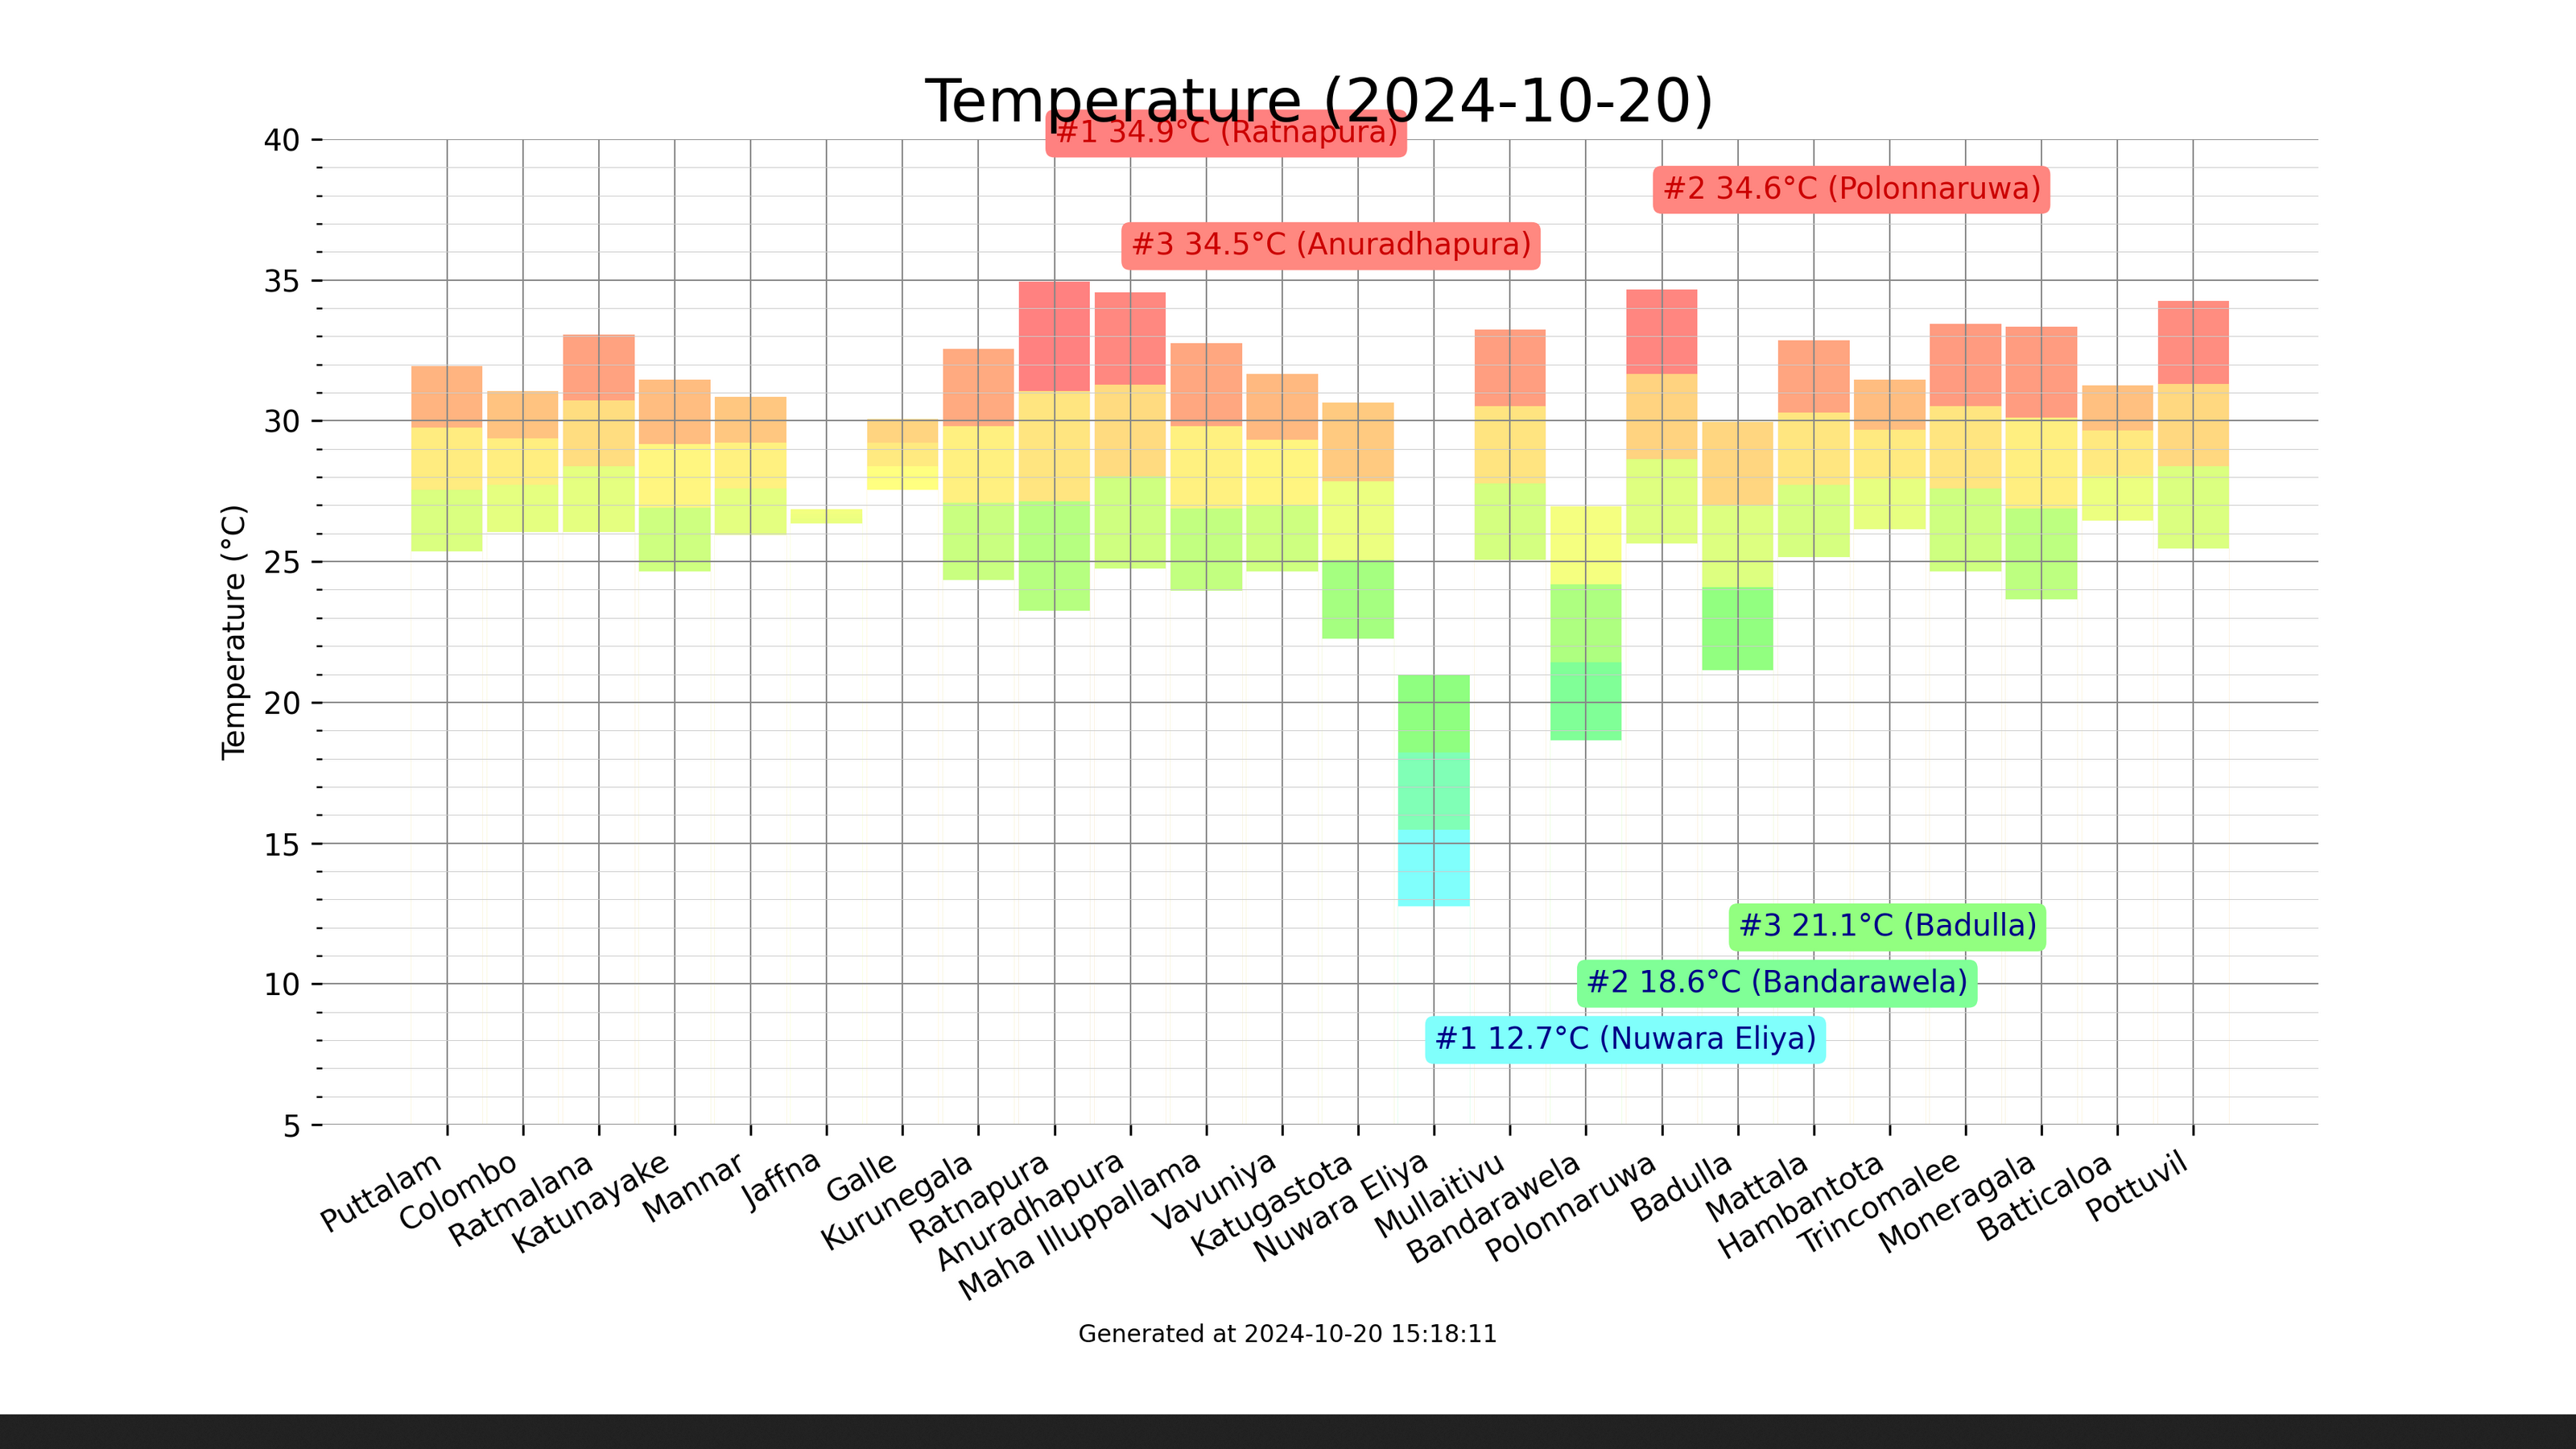 Temperature (2024-10-20)
#1 34.9°C (Ratnapura)
#2 34.6°C (Polonnaruwa)
#3 34.5°C (Anuradhapura)
Temperature (°C)
40
35
30
25
20
15
10
5
#3 21.1°C (Badulla)
#2 18.6°C (Bandarawela)
#1 12.7°C (Nuwara Eliya)
Puttalam
Colombo
Ratmalana
Katunayake
Mannar
Jaffna
Galle
Kurunegala
Ratnapura
Anuradhapura
Maha Illuppallama
Vavuniya
Katugastota
Nuwara Eliya
Mullaitivu
Bandarawela
Polonnaruwa
Badulla
Mattala
Hambantota
Trincomalee
Moneragala
Batticaloa
Pottuvil
Generated at 2024-10-20 15:18:11